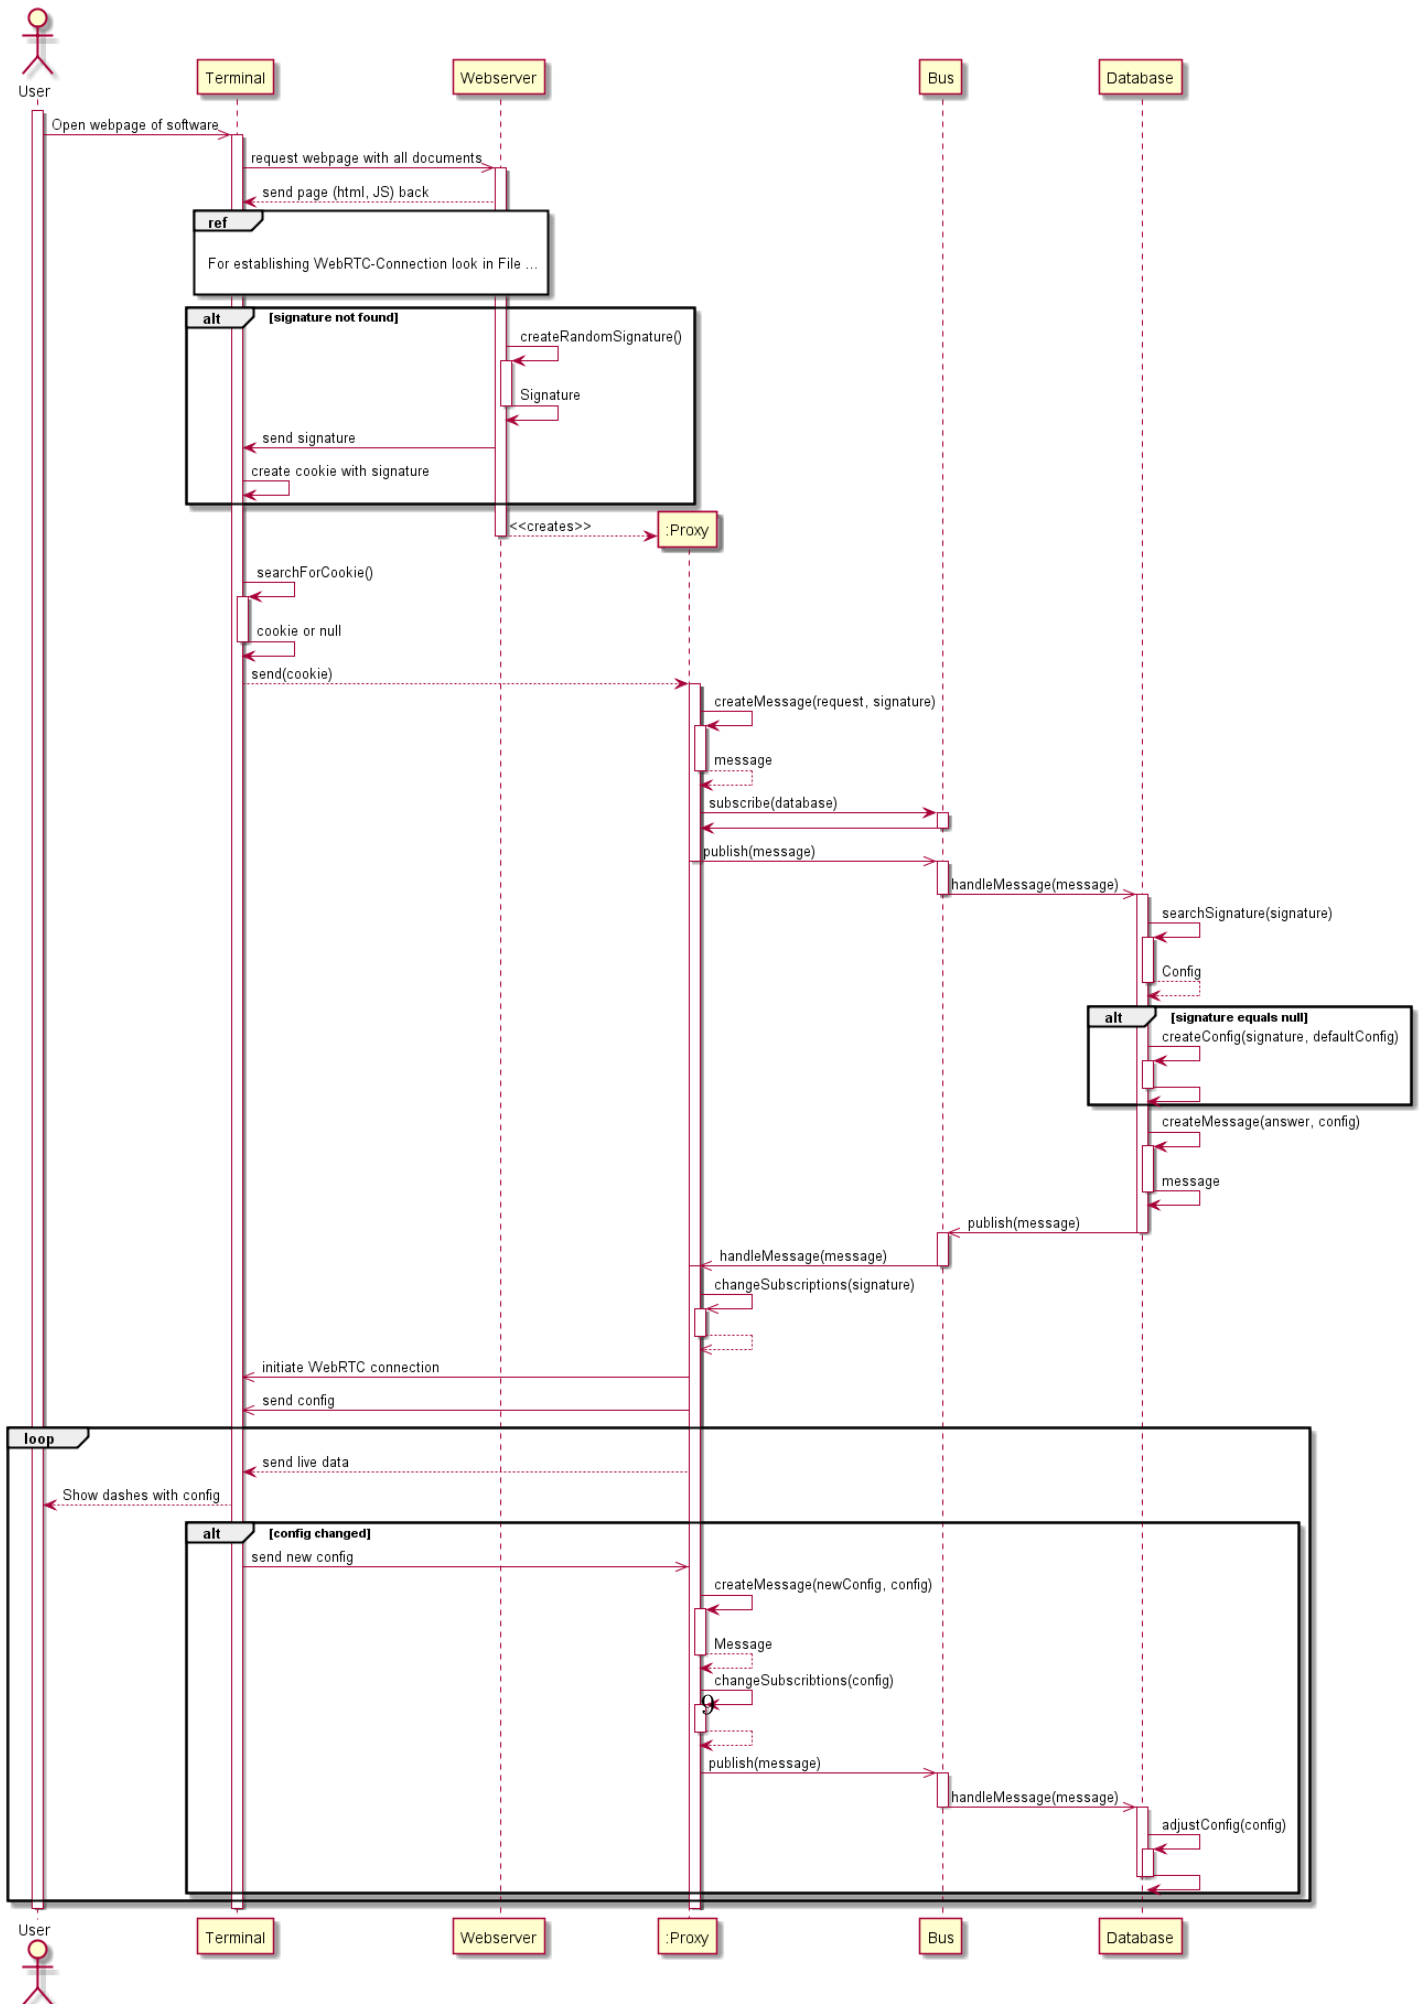 User
Terminal
Webserver
Bus
Database
Open webpage of software
request webpage with all documents
send page (html, JS) back
ref
For establishing WebRTC-Connection look in File ...
alt
[signature not found]
createRandomSignature()
Signature
send signature
create cookie with signature
<<creates>>
:Proxy
searchForCookie()
cookie or null
send(cookie)
createMessage(request, signature)
message
subscribe(database)
publish(message)
handleMessage(message)
searchSignature(signature)
Config
alt
[signature equals null]
createConfig(signature, defaultConfig)
createMessage(answer, config)
message
publish(message)
handleMessage(message)
changeSubscriptions(signature)
initiate WebRTC connection
send config
loop
send live data
Show dashes with config
alt
[config changed]
send new config
createMessage(newConfig, config)
Message
changeSubscribtions(config)
9
publish(message)
handleMessage(message)
adjustConfig(config)
User
Terminal
Webserver
:Proxy
Bus
Database